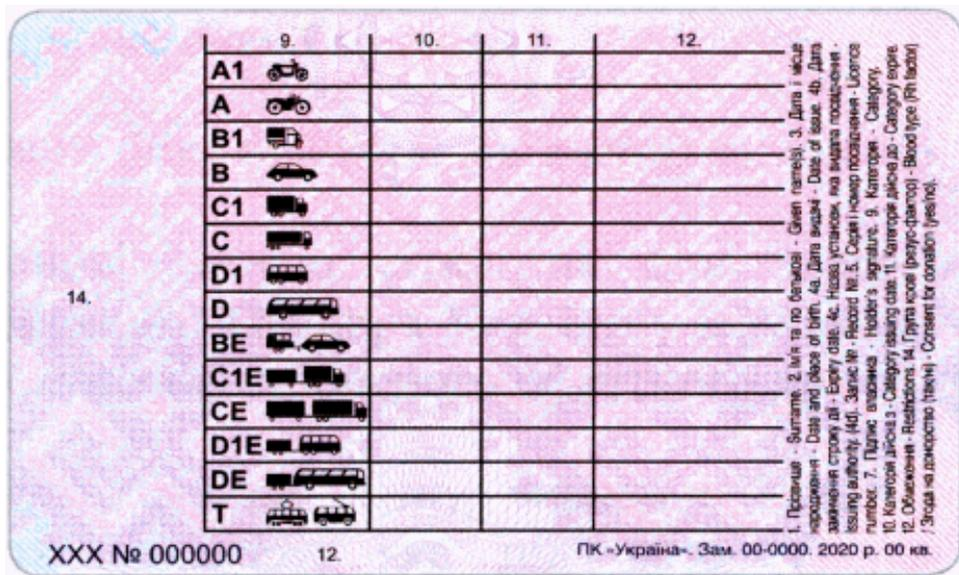 9. 10. 11. 12.
A1
A
B1
B
C1
C
D1
D
BE
C1E
CE
D1E
DE
T
14.
XXX № 000000
12.
ПК «Україна». Зам. 00-0000. 2020 р. 00 кв.
1. Прізвище - Surname. 2. Ім'я та по батькові - Given name(s). 3. Дата і місце
народження - Date and place of birth. 4a. Дата видачі - Date of issue. 4b. Дата
закінчення строку дії - Expiry date. 4c. Назва установи, яка видала посвідчення -
Issuing authority. (4d). Запис № - Record №. 5. Серія і номер посвідчення - Licence
number. 7. Підпис власника - Holder's signature. 9. Категорія - Category.
10. Категорія дійсна з - Category issuing date. 11. Категорія дійсна до - Category expire.
12. Обмеження - Restrictions. 14. Група крові (резус-фактор) - Blood type (Rh factor)
/ Згода на донорство (так/ні) - Consent for donation (yes/no).